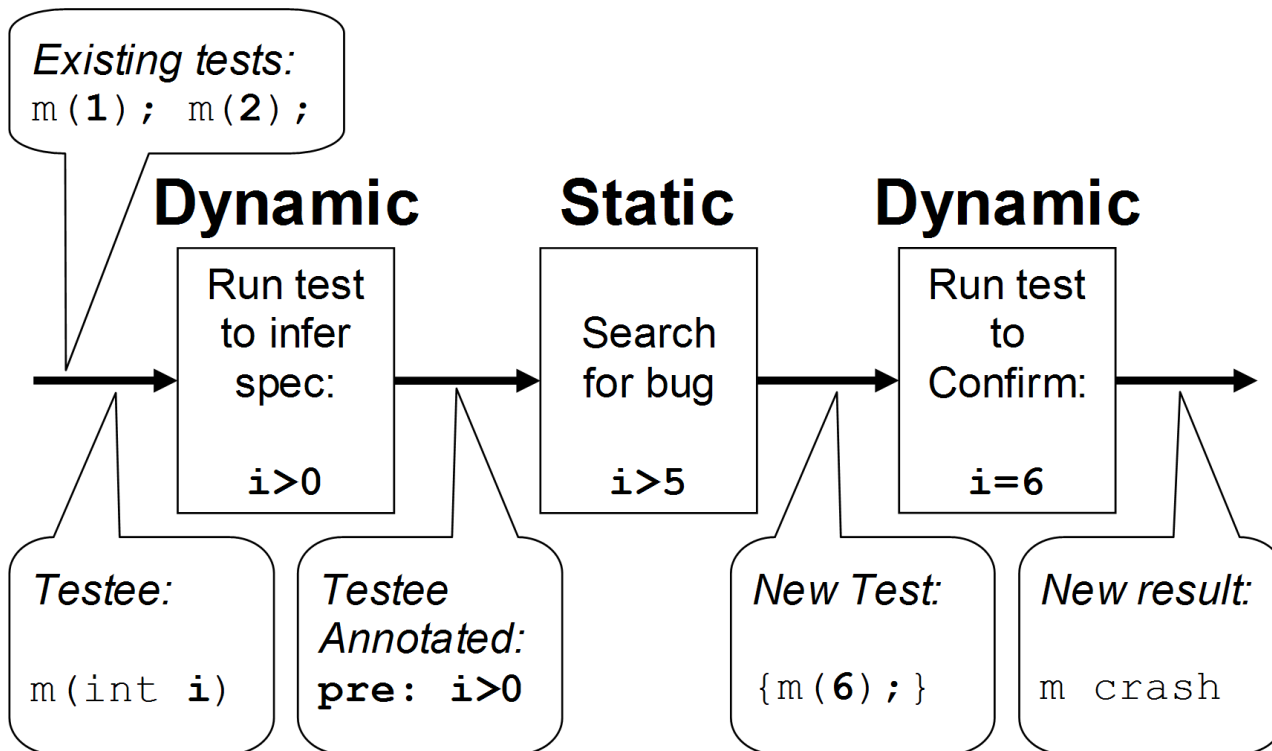 Existing tests:
m(1); m(2);
Dynamic
Static
Dynamic
Run test
to infer
spec:
i>0
Search
for bug
i>5
Run test
to
Confirm:
i=6
Testee:
m(int i)
Testee
Annotated:
pre: i>0
New Test:
{m(6);}
New result:
m crash